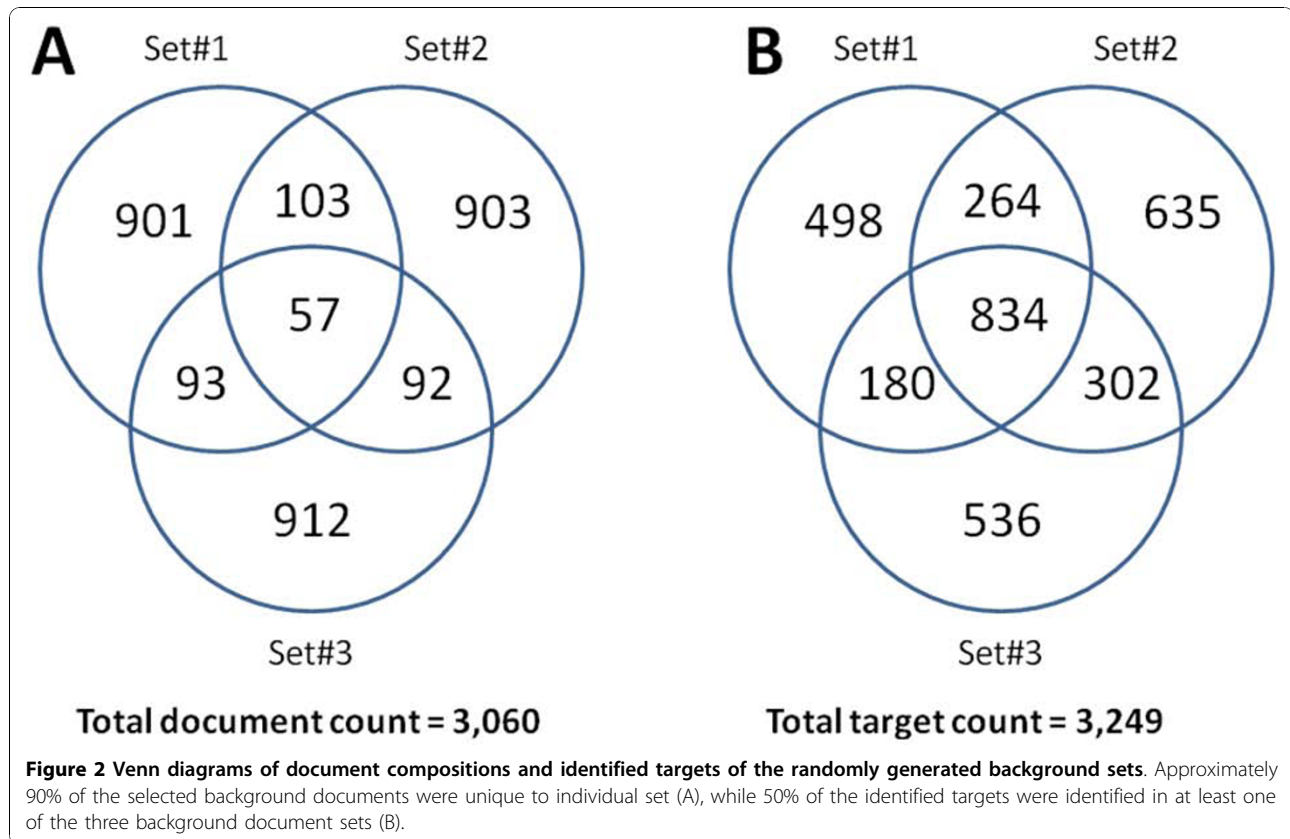 A
Set#1
Set#2
901
103
903
57
93
92
912
Set#3
Total document count = 3,060
B
Set#1
Set#2
498
264
635
834
180
302
536
Set#3
Total target count = 3,249
Figure 2 Venn diagrams of document compositions and identified targets of the randomly generated background sets. Approximately
90% of the selected background documents were unique to individual set (A), while 50% of the identified targets were identified in at least one
of the three background document sets (B).